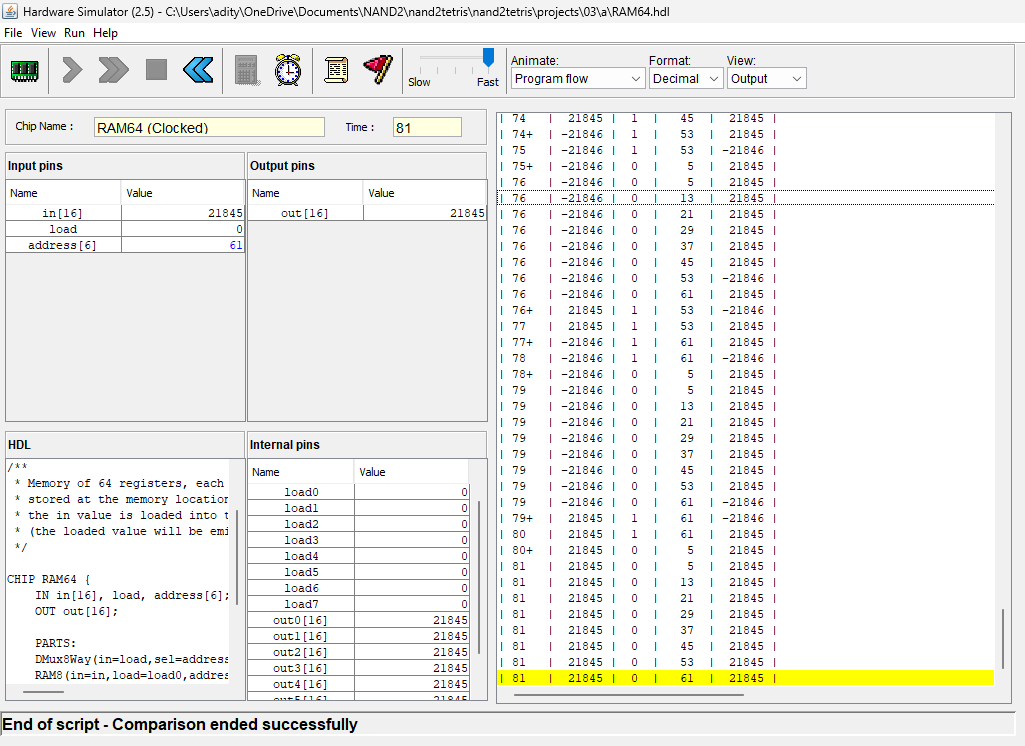 Hardware Simulator (2.5) - C:\Users\adity\OneDrive\Documents\NAND2\nand2tetris\nand2tetris\projects\03\a\RAM64.hdl
File View Run Help
Slow Fast
Animate: Format: View:
Program flow Decimal Output
Chip Name : RAM64 (Clocked) Time : 81
Input pins
Name Value
in[16] 21845
load 0
address[6] 61
Output pins
Name Value
out[16] 21845
HDL
/**
* Memory of 64 registers, each
* stored at the memory location
* the in value is loaded into t
* (the loaded value will be emi
*/
CHIP RAM64 {
IN in[16], load, address[6];
OUT out[16];
PARTS:
DMux8Way(in=load,sel=address
RAM8(in=in,load=load0,addres
Internal pins
Name Value
load0 0
load1 0
load2 0
load3 0
load4 0
load5 0
load6 0
load7 0
out0[16] 21845
out1[16] 21845
out2[16] 21845
out3[16] 21845
out4[16] 21845
out5[16] 21845
| 74 | 21845 | 1 | 45 | 21845 |
| 74+ | -21846 | 1 | 53 | 21845 |
| 75 | -21846 | 1 | 53 | -21846 |
| 75+ | -21846 | 0 | 5 | 21845 |
| 76 | -21846 | 0 | 5 | 21845 |
| 76 | -21846 | 0 | 13 | 21845 |
| 76 | -21846 | 0 | 21 | 21845 |
| 76 | -21846 | 0 | 29 | 21845 |
| 76 | -21846 | 0 | 37 | 21845 |
| 76 | -21846 | 0 | 45 | 21845 |
| 76 | -21846 | 0 | 53 | -21846 |
| 76 | -21846 | 0 | 61 | 21845 |
| 76+ | 21845 | 1 | 53 | -21846 |
| 77 | 21845 | 1 | 53 | 21845 |
| 77+ | -21846 | 1 | 61 | 21845 |
| 78 | -21846 | 1 | 61 | -21846 |
| 78+ | -21846 | 0 | 5 | 21845 |
| 79 | -21846 | 0 | 5 | 21845 |
| 79 | -21846 | 0 | 13 | 21845 |
| 79 | -21846 | 0 | 21 | 21845 |
| 79 | -21846 | 0 | 29 | 21845 |
| 79 | -21846 | 0 | 37 | 21845 |
| 79 | -21846 | 0 | 45 | 21845 |
| 79 | -21846 | 0 | 53 | 21845 |
| 79 | -21846 | 0 | 61 | -21846 |
| 79+ | 21845 | 1 | 61 | -21846 |
| 80 | 21845 | 1 | 61 | 21845 |
| 80+ | 21845 | 0 | 5 | 21845 |
| 81 | 21845 | 0 | 5 | 21845 |
| 81 | 21845 | 0 | 13 | 21845 |
| 81 | 21845 | 0 | 21 | 21845 |
| 81 | 21845 | 0 | 29 | 21845 |
| 81 | 21845 | 0 | 37 | 21845 |
| 81 | 21845 | 0 | 45 | 21845 |
| 81 | 21845 | 0 | 53 | 21845 |
| 81 | 21845 | 0 | 61 | 21845 |
End of script - Comparison ended successfully